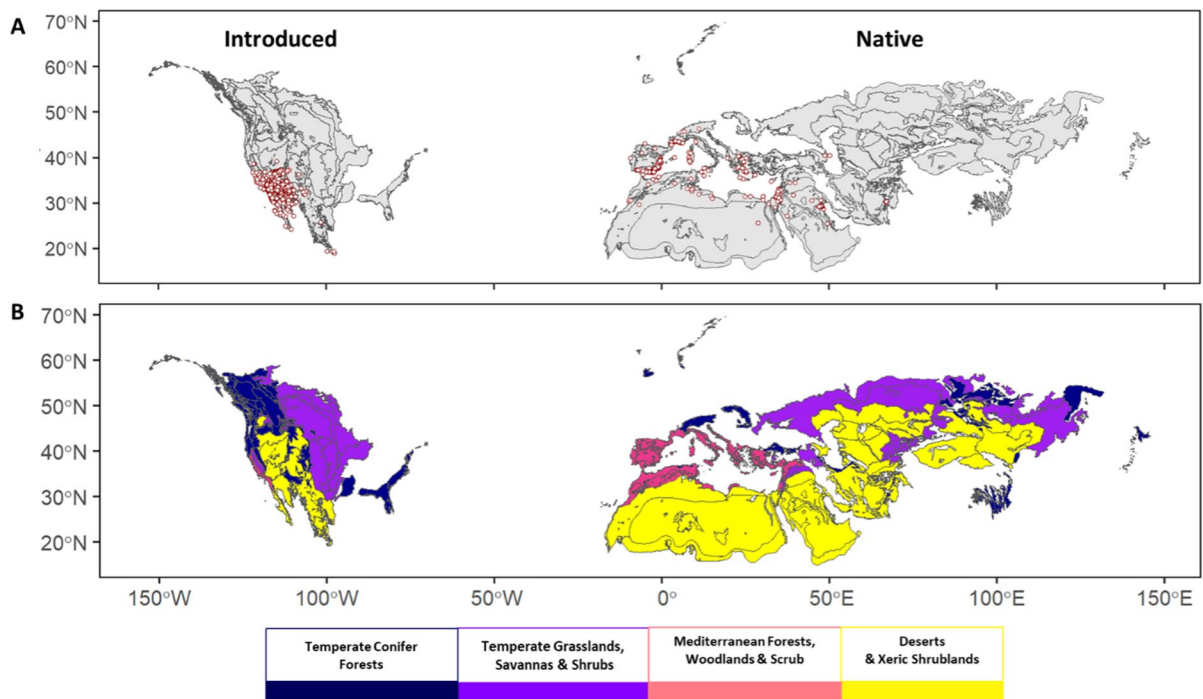 A
Introduced
Native
70°N
60°N
50°N
40°N
30°N
20°N
B
70°N
60°N
50°N
40°N
30°N
20°N
150°W 100°W 0° 50°E 100°E 150°E
Temperate Conifer
Forests
Temperate Grasslands,
Savannas & Shrubs
Mediterranean Forests,
Woodlands & Scrub
Deserts
& Xeric Shrublands